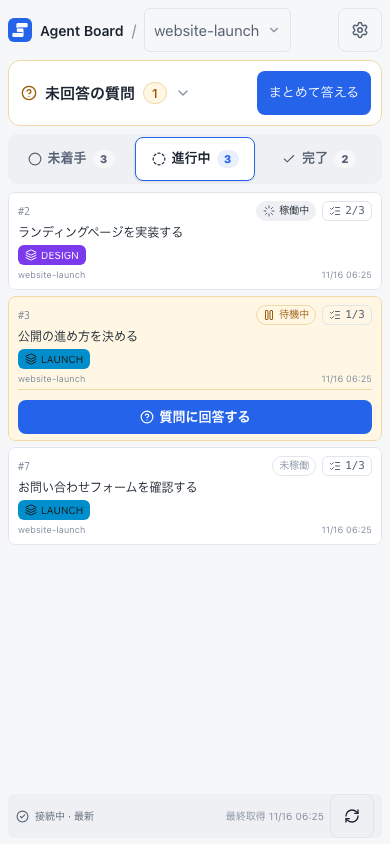 Agent Board / website-launch
未回答の質問 1 まとめて答える
未着手 3 進行中 3 完了 2
#2 稼働中 2/3
ランディングページを実装する
DESIGN
website-launch 11/16 06:25
#3 待機中 1/3
公開の進め方を決める
LAUNCH
website-launch 11/16 06:25
質問に回答する
#7 未稼働 1/3
お問い合わせフォームを確認する
LAUNCH
website-launch 11/16 06:25
接続中 · 最新 最終取得 11/16 06:25